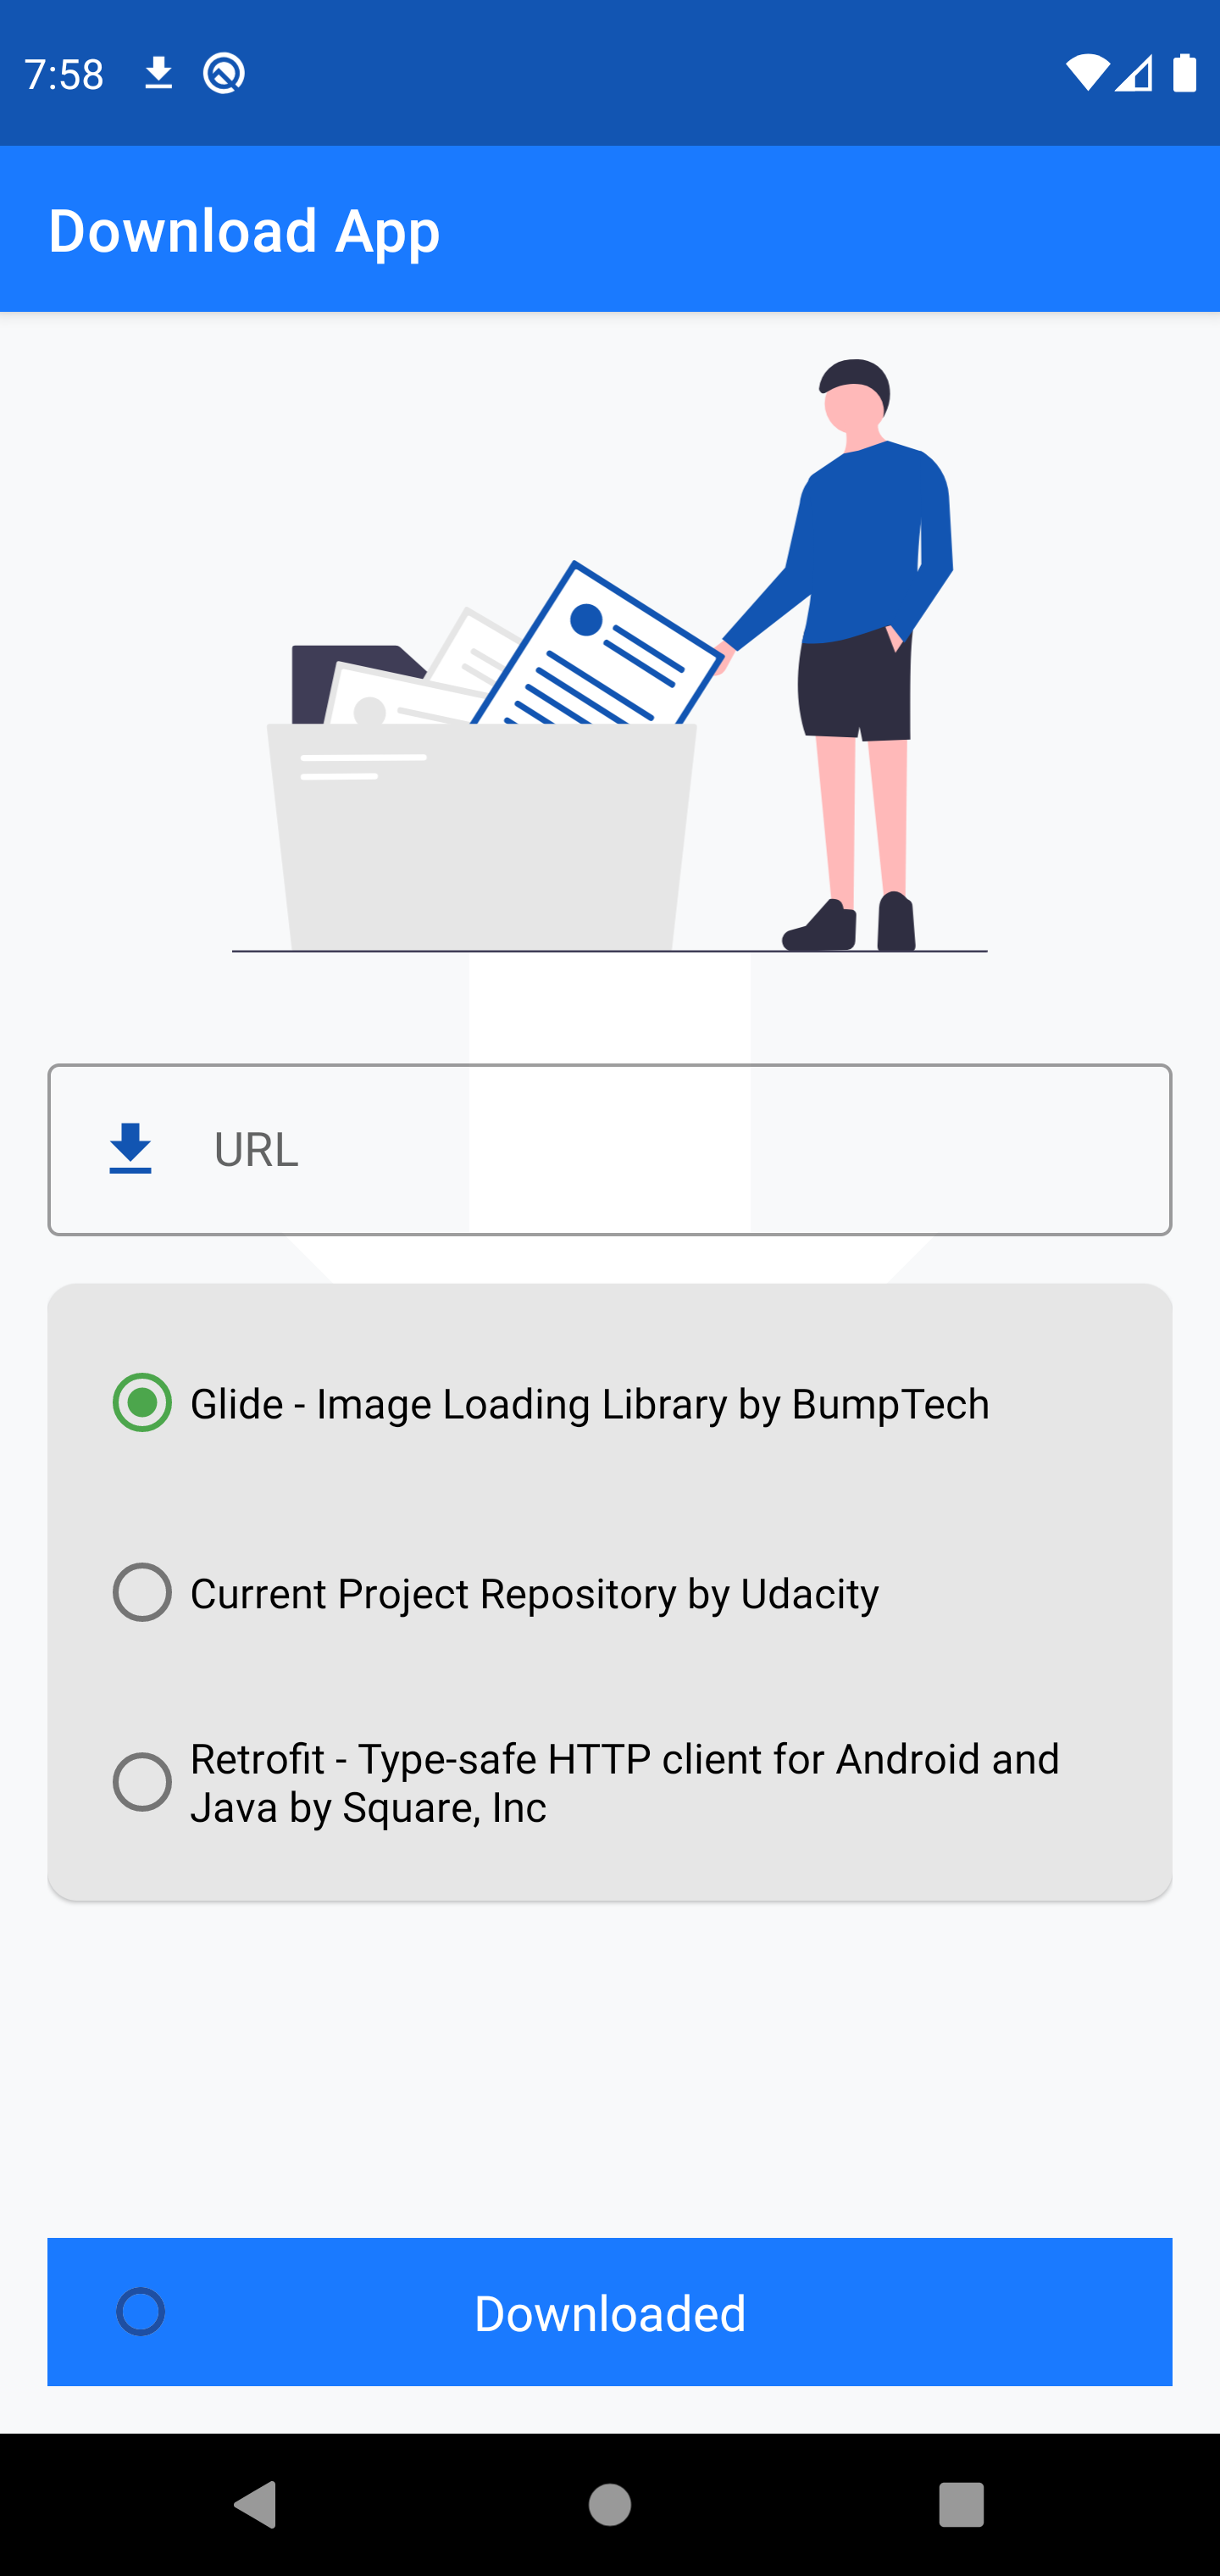 7:58
Download App
URL
Glide - Image Loading Library by BumpTech
Current Project Repository by Udacity
Retrofit - Type-safe HTTP client for Android and
Java by Square, Inc
Downloaded